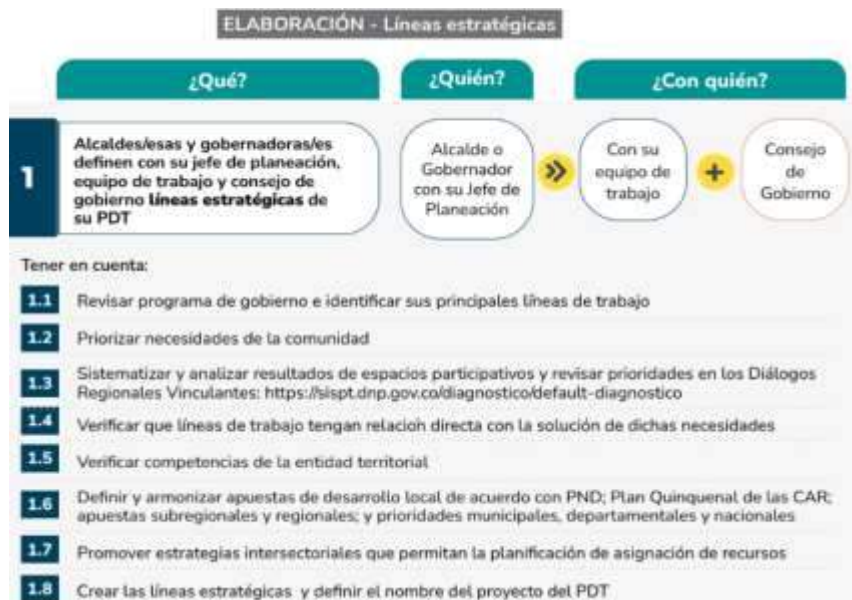 ELABORACIÓN - Líneas estratégicas
¿Qué?
¿Quién?
¿Con quién?
1
Alcaldes/esas y gobernadoras/es
definen con su jefe de planeación,
equipo de trabajo y consejo de
gobierno líneas estratégicas de
su PDT
Alcalde o
Gobernador
con su Jefe de
Planeación
»
Con su
equipo de
trabajo
+
Consejo
de
Gobierno
Tener en cuenta:
1.1 Revisar programa de gobierno e identificar sus principales líneas de trabajo
1.2 Priorizar necesidades de la comunidad
1.3 Sistematizar y analizar resultados de espacios participativos y revisar prioridades en los Diálogos
Regionales Vinculantes: https://sispt.dnp.gov.co/diagnostico/default-diagnostico
1.4 Verificar que líneas de trabajo tengan relacioń directa con la solución de dichas necesidades
1.5 Verificar competencias de la entidad territorial
1.6 Definir y armonizar apuestas de desarrollo local de acuerdo con PND; Plan Quinquenal de las CAR;
apuestas subregionales y regionales; y prioridades municipales, departamentales y nacionales
1.7 Promover estrategias intersectoriales que permitan la planificación de asignación de recursos
1.8 Crear las líneas estratégicas y definir el nombre del proyecto del PDT